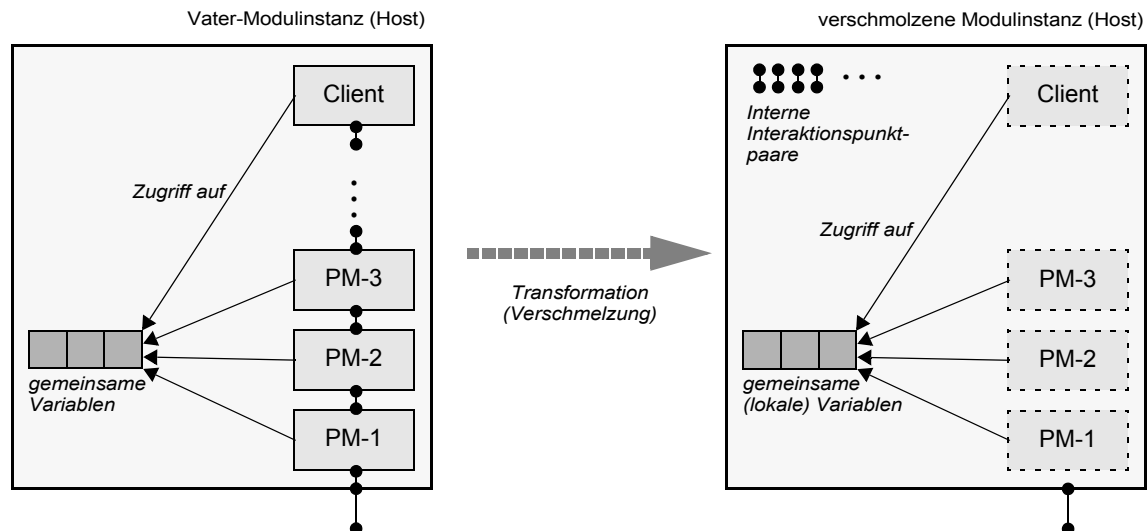 Vater-Modulinstanz (Host)
Client
Zugriff auf
PM-3
PM-2
gemeinsame
Variablen
PM-1
Transformation
(Verschmelzung)
verschmolzene Modulinstanz (Host)
Interne
Interaktionspunkt-
paare
Client
Zugriff auf
PM-3
PM-2
gemeinsame
(lokale) Variablen
PM-1